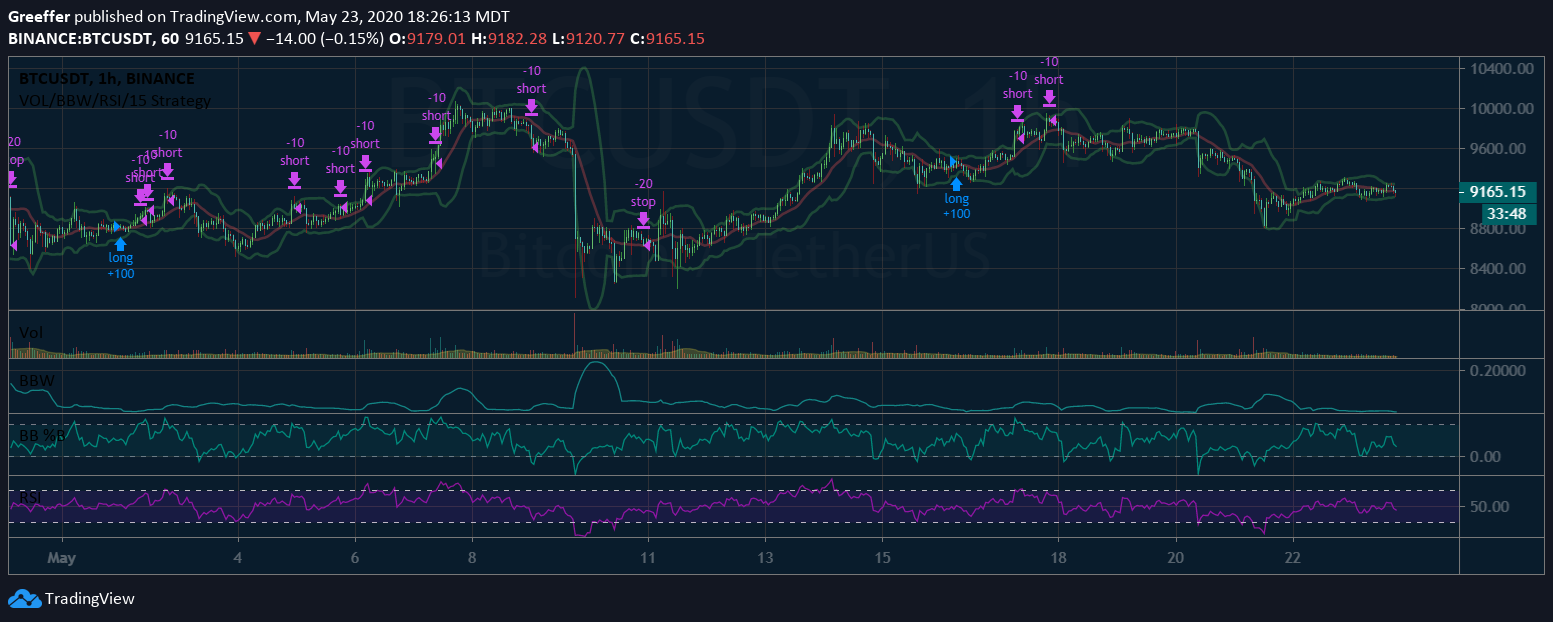 Greeffer published on TradingView.com, May 23, 2020 18:26:13 MDT
BINANCE:BTCUSDT, 60 9165.15 ▼ −14.00 (−0.15%) O:9179.01 H:9182.28 L:9120.77 C:9165.15
BTCUSDT, 1h, BINANCE
VOL/BBW/RSI/15 Strategy
BTCUSDT, 1h
Bitcoin / TetherUS
20
op
long
+100
-10
short
-10
short
-10
short
-10
short
-10
short
-10
short
-10
short
-10
short
-20
stop
long
+100
-10
short
-10
short
10400.00
10000.00
9600.00
9165.15
33:48
8800.00
8400.00
8000.00
Vol
BBW
0.20000
BB %B
0.00
RSI
50.00
May 4 6 8 11 13 15 18 20 22
TradingView